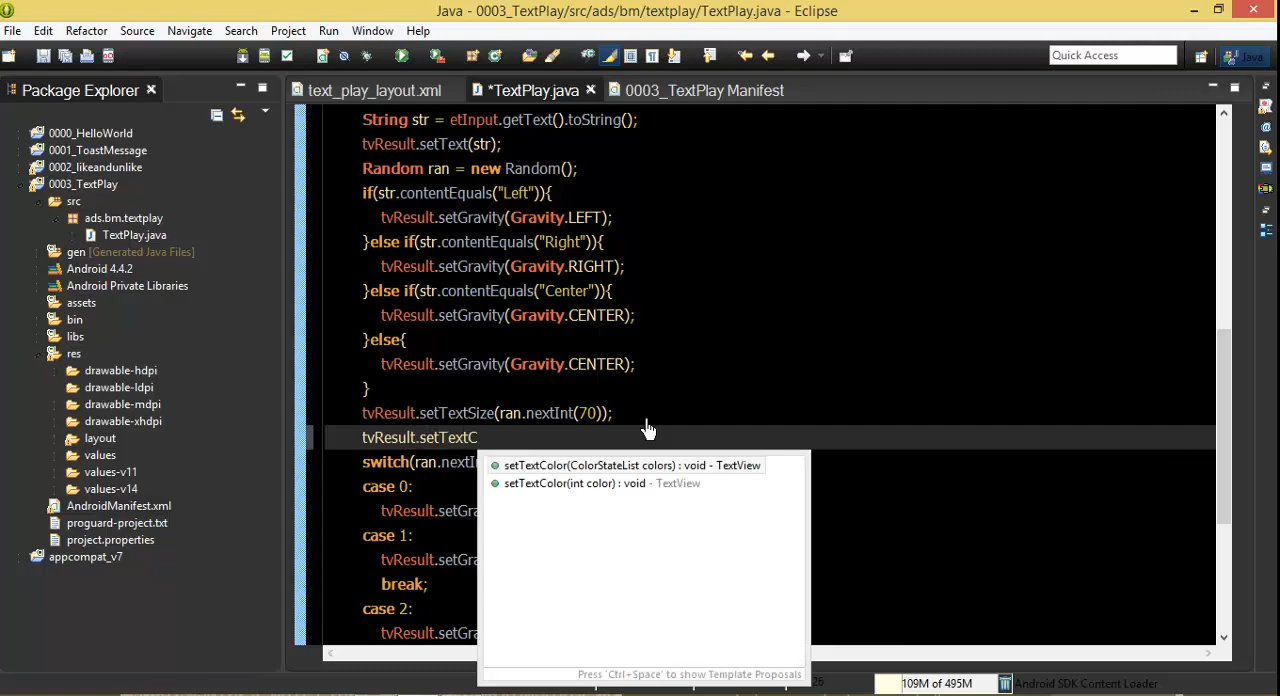 Java - 0003_TextPlay/src/ads/bm/textplay/TextPlay.java - Eclipse
File Edit Refactor Source Navigate Search Project Run Window Help
Quick Access
Java
Package Explorer
text_play_layout.xml
*TextPlay.java
0003_TextPlay Manifest
0000_HelloWorld
0001_ToastMessage
0002_likeandunlike
0003_TextPlay
src
ads.bm.textplay
TextPlay.java
gen [Generated Java Files]
Android 4.4.2
Android Private Libraries
assets
bin
libs
res
drawable-hdpi
drawable-ldpi
drawable-mdpi
drawable-xhdpi
layout
values
values-v11
values-v14
AndroidManifest.xml
proguard-project.txt
project.properties
appcompat_v7
String str = etInput.getText().toString();
tvResult.setText(str);
Random ran = new Random();
if(str.contentEquals("Left")){
tvResult.setGravity(Gravity.LEFT);
}else if(str.contentEquals("Right")){
tvResult.setGravity(Gravity.RIGHT);
}else if(str.contentEquals("Center")){
tvResult.setGravity(Gravity.CENTER);
}else{
tvResult.setGravity(Gravity.CENTER);
}
tvResult.setTextSize(ran.nextInt(70));
tvResult.setTextC
switch(ran.nextIn
case 0:
tvResult.setGra
case 1:
tvResult.setGra
break;
case 2:
tvResult.setGra
setTextColor(ColorStateList colors) : void - TextView
setTextColor(int color) : void - TextView
Press 'Ctrl+Space' to show Template Proposals
26
109M of 495M
Android SDK Content Loader